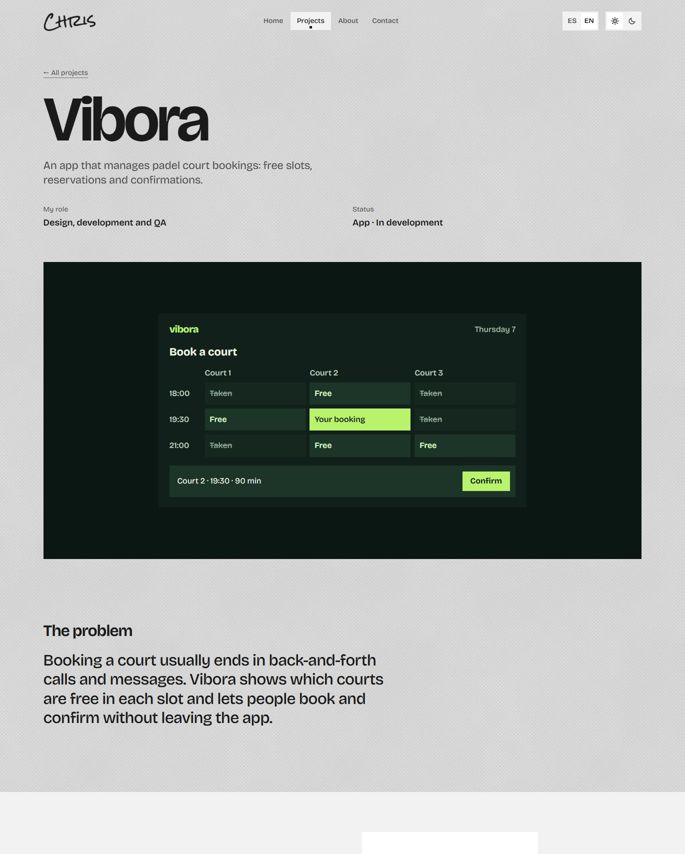 CHRIS
Home Projects About Contact
ES EN
← All projects
Vibora
An app that manages padel court bookings: free slots,
reservations and confirmations.
My role
Design, development and QA
Status
App · In development
vibora
Thursday 7
Book a court
Court 1 Court 2 Court 3
18:00 Taken Free Taken
19:30 Free Your booking Taken
21:00 Taken Free Free
Court 2 · 19:30 · 90 min
Confirm
The problem
Booking a court usually ends in back-and-forth
calls and messages. Vibora shows which courts
are free in each slot and lets people book and
confirm without leaving the app.